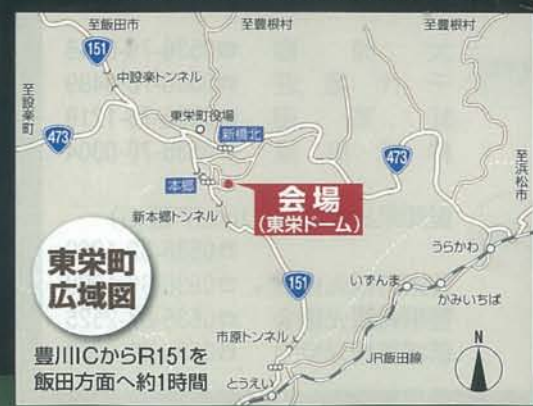 至飯田市
至豊根村
至豊根村
151
中設楽トンネル
至設楽町
東栄町役場
新橋北
473
473
至浜松市
本郷
会場
(東栄ドーム)
新本郷トンネル
うらかわ
東栄町
広域図
151
いずんま
かみいちば
市原トンネル
豊川ICからR151を
飯田方面へ約1時間
JR飯田線
とうえい
N